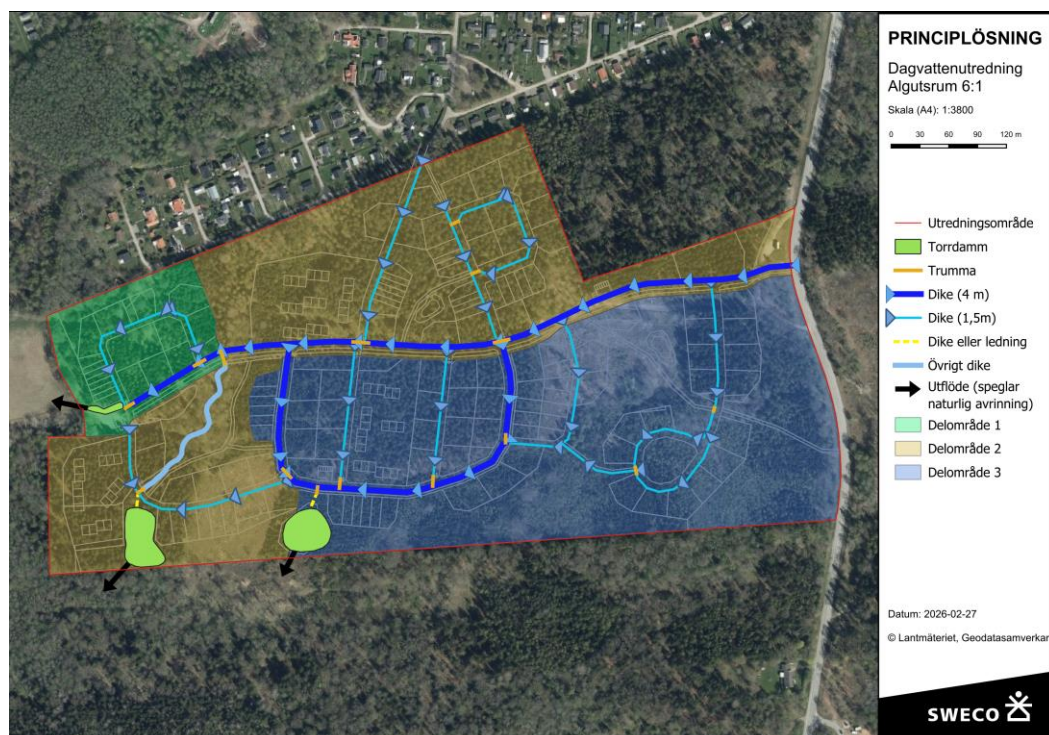 PRINCIPLÖSNING
Dagvattenutredning
Algutsrum 6:1
Skala (A4): 1:3800
0 30 60 90 120 m
Utredningsområde
Torrdamm
Trumma
Dike (4 m)
Dike (1,5m)
Dike eller ledning
Övrigt dike
Utflöde (speglar
naturlig avrinning)
Delområde 1
Delområde 2
Delområde 3
Datum: 2026-02-27
© Lantmäteriet, Geodatasamverkan
SWECO